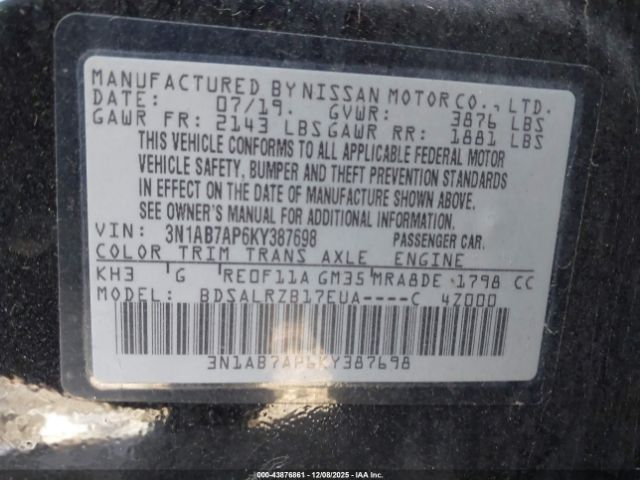 MANUFACTURED BY NISSAN MOTOR CO., LTD.
DATE: 07/19. GVWR: 3876 LBS
GAWR FR: 2143 LBS GAWR RR: 1881 LBS
THIS VEHICLE CONFORMS TO ALL APPLICABLE FEDERAL MOTOR
VEHICLE SAFETY, BUMPER AND THEFT PREVENTION STANDARDS
IN EFFECT ON THE DATE OF MANUFACTURE SHOWN ABOVE.
SEE OWNER'S MANUAL FOR ADDITIONAL INFORMATION.
VIN: 3N1AB7AP6KY387698 PASSENGER CAR.
COLOR TRIM TRANS AXLE ENGINE
KH3 G RE0F11A GM35 MRA8DE 1798 CC
MODEL BDSALRZB17EUA----C 4Z000
3N1AB7AP6KY387698
000-43876861 - 12/08/2025 - IAAI.COM